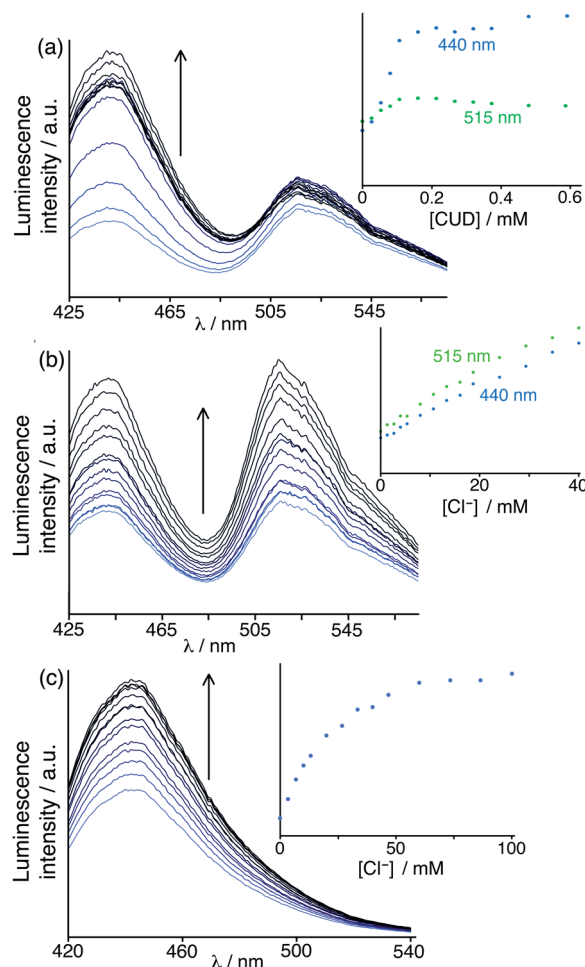 (a)
Luminescence
intensity / a.u.
425
465
505
545
λ / nm
440 nm
515 nm
0
0.2
0.4
0.6
[CUD] / mM
(b)
Luminescence
intensity / a.u.
425
465
505
545
λ / nm
515 nm
440 nm
0
20
40
[Cl⁻] / mM
(c)
Luminescence
intensity / a.u.
420
460
500
540
λ / nm
0
50
100
[Cl⁻] / mM